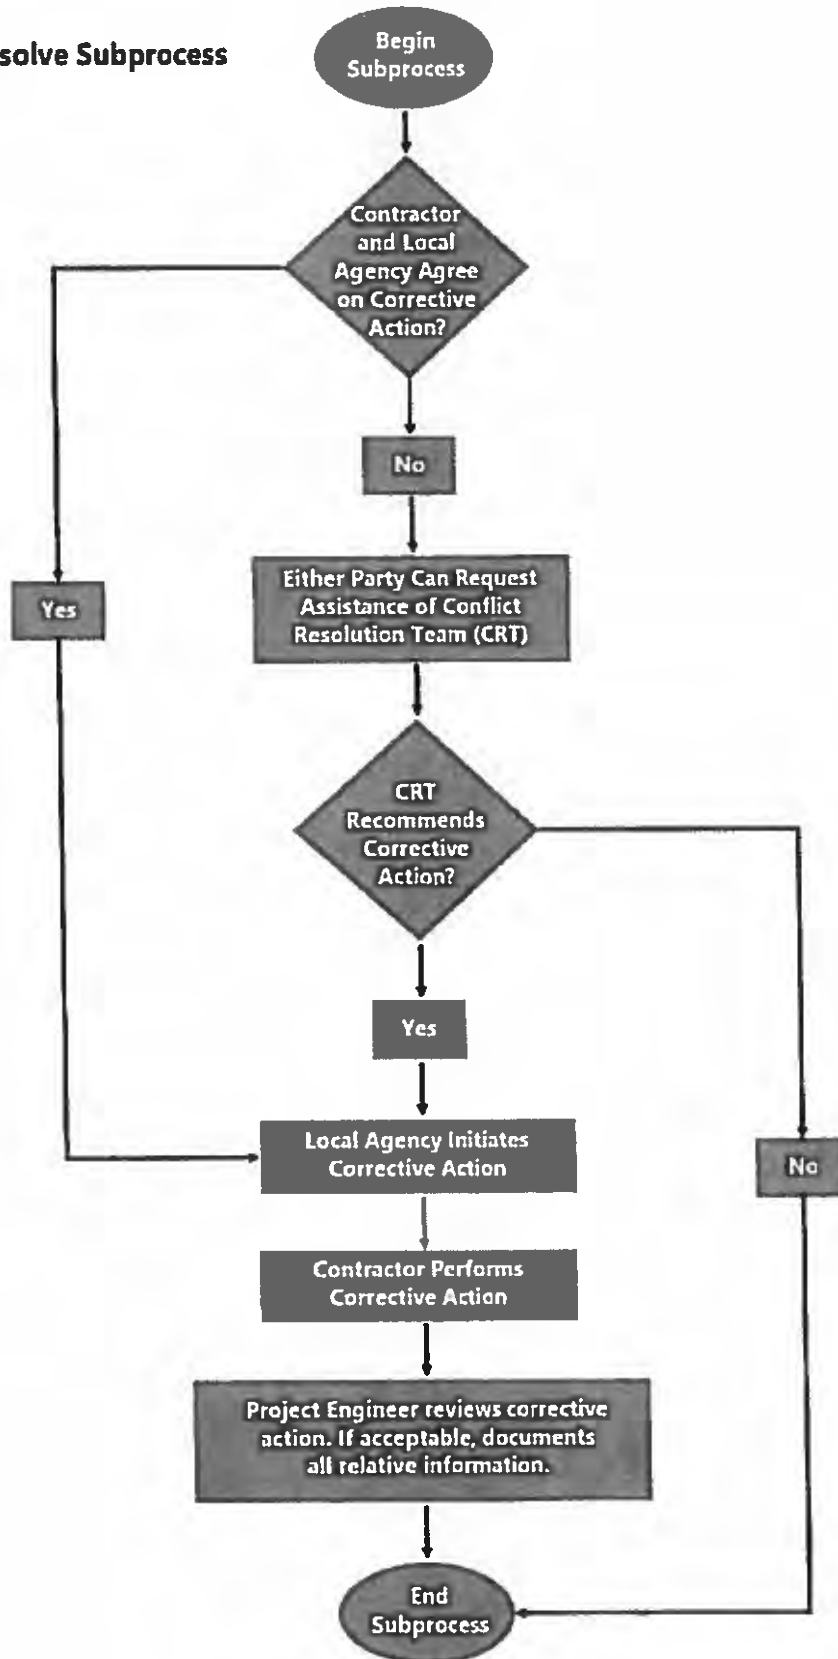 solve Subprocess
Begin
Subprocess
Contractor
and Local
Agency Agree
on Corrective
Action?
No
Yes
Either Party Can Request
Assistance of Conflict
Resolution Team (CRT)
CRT
Recommends
Corrective
Action?
Yes
No
Local Agency Initiates
Corrective Action
Contractor Performs
Corrective Action
Project Engineer reviews corrective
action. If acceptable, documents
all relative information.
End
Subprocess